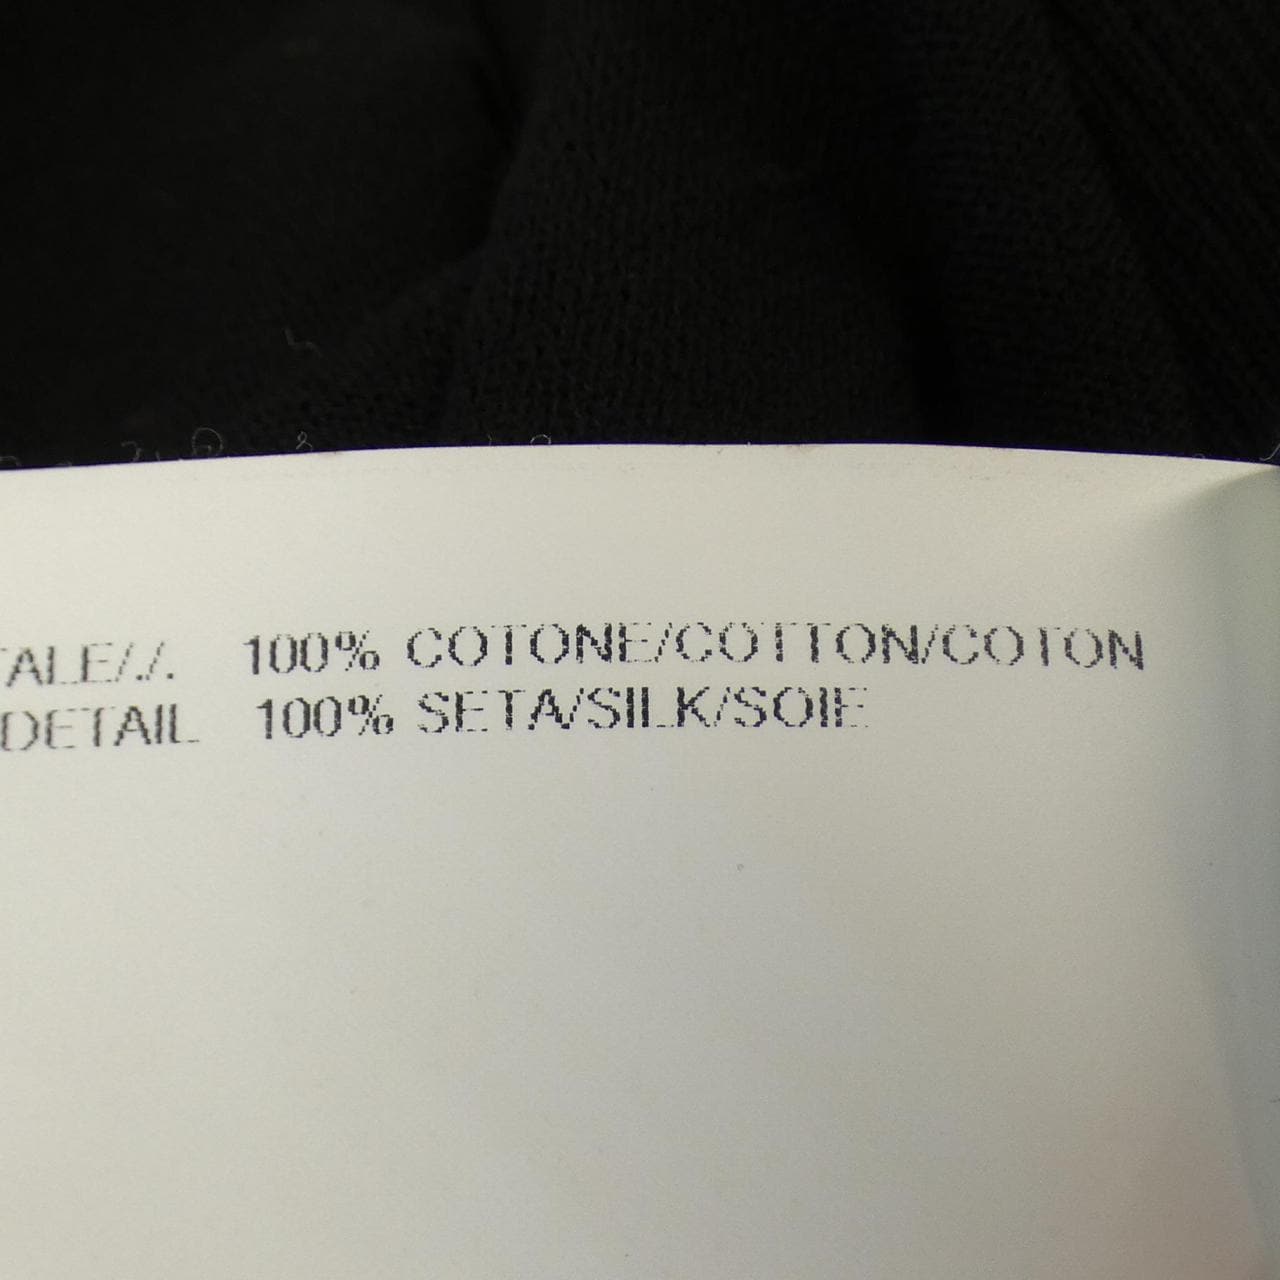 TALE/./. 100% COTONE/COTTON/COTON
DETAIL 100% SETA/SILK/SOIE